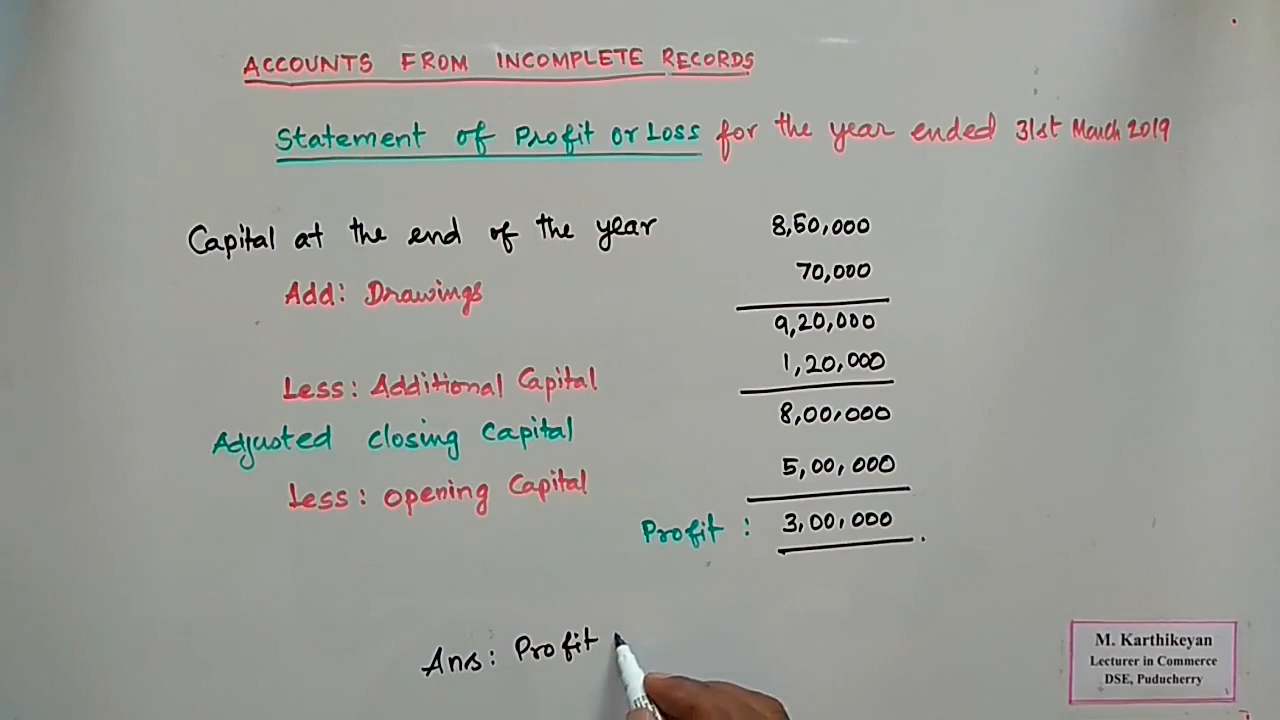 ACCOUNTS FROM INCOMPLETE RECORDS
Statement of Profit or Loss for the year ended 31st March 2019
Capital at the end of the year 8,50,000
Add: Drawings 70,000
9,20,000
Less: Additional Capital 1,20,000
Adjusted closing Capital 8,00,000
Less: opening Capital 5,00,000
Profit: 3,00,000.
Ans: Profit
M. Karthikeyan
Lecturer in Commerce
DSE, Puducherry